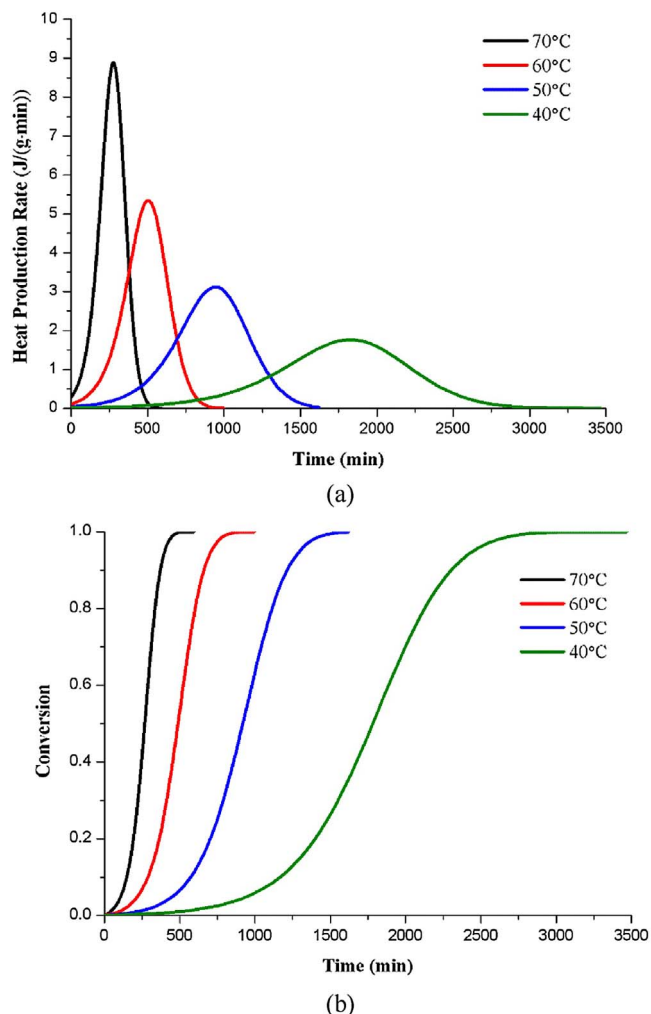 10
9
8
7
6
5
4
3
2
1
0
Heat Production Rate (J/(g·min))
70°C
60°C
50°C
40°C
0 500 1000 1500 2000 2500 3000 3500
Time (min)
(a)
1.0
0.8
0.6
0.4
0.2
0.0
Conversion
70°C
60°C
50°C
40°C
0 500 1000 1500 2000 2500 3000 3500
Time (min)
(b)